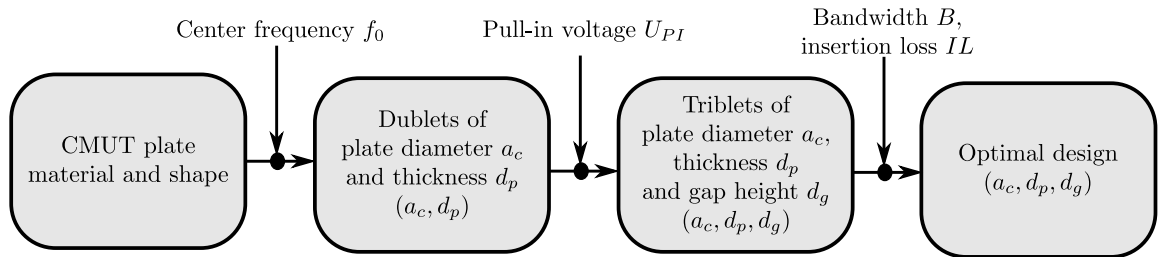 Center frequency f_0
Pull-in voltage U_{PI}
Bandwidth B,
insertion loss IL
CMUT plate
material and shape
Dublets of
plate diameter a_c
and thickness d_p
(a_c, d_p)
Triblets of
plate diameter a_c,
thickness d_p
and gap height d_g
(a_c, d_p, d_g)
Optimal design
(a_c, d_p, d_g)